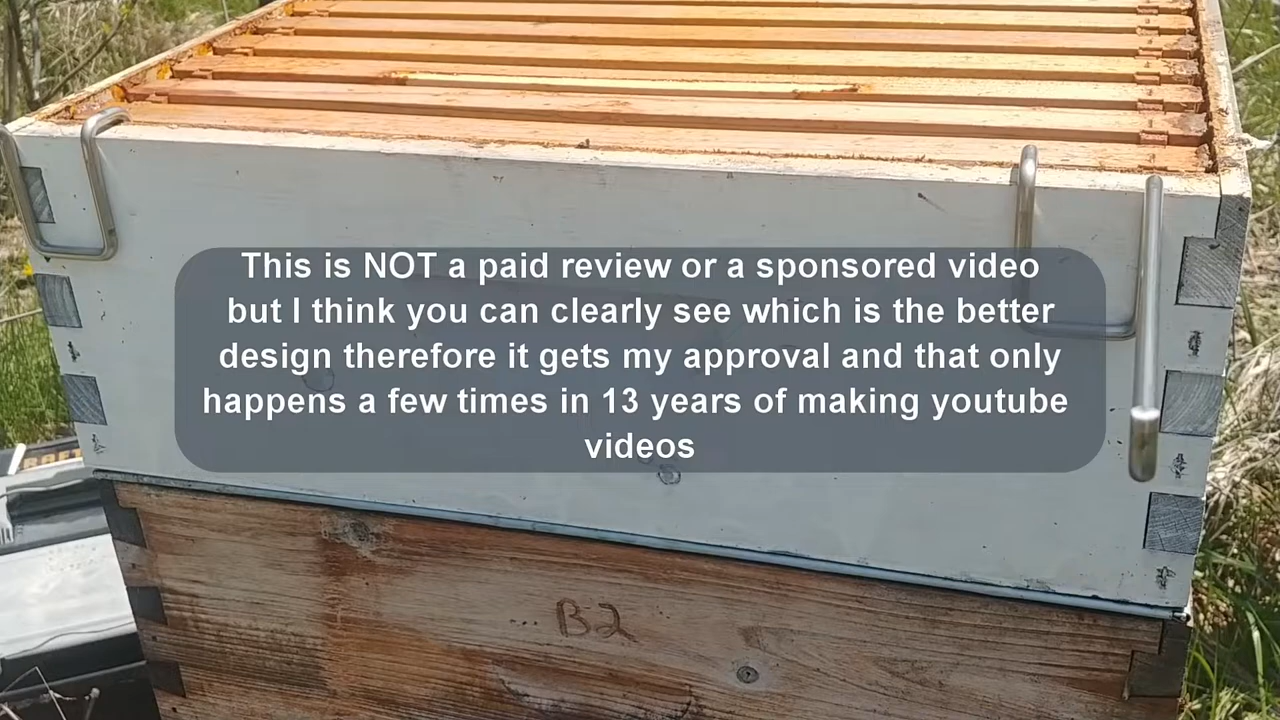 This is NOT a paid review or a sponsored video
but I think you can clearly see which is the better
design therefore it gets my approval and that only
happens a few times in 13 years of making youtube
videos
B2